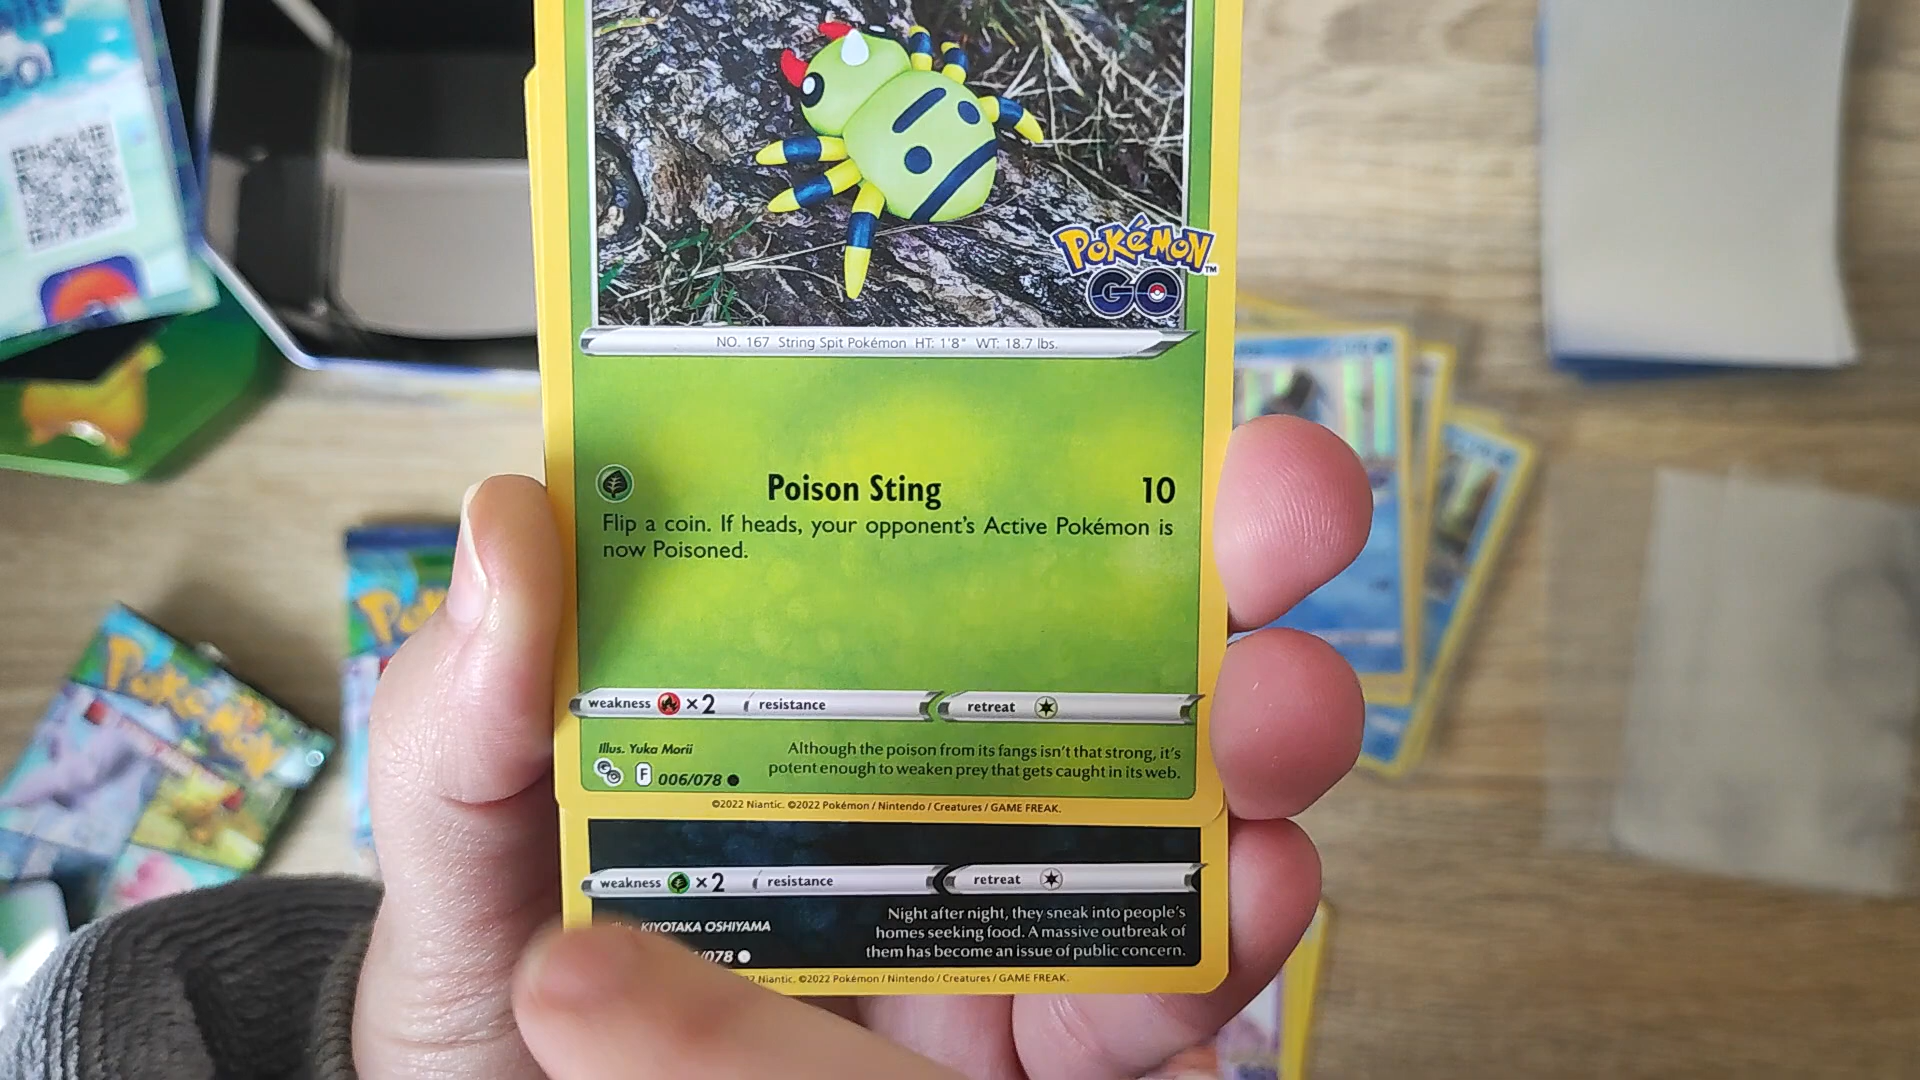 POKÉMON
GO
NO. 167 String Spit Pokémon HT: 1'8" WT: 18.7 lbs.
Poison Sting 10
Flip a coin. If heads, your opponent's Active Pokémon is
now Poisoned.
weakness ×2 resistance retreat
Illus. Yuka Morii
Although the poison from its fangs isn't that strong, it's
potent enough to weaken prey that gets caught in its web.
F 006/078
©2022 Niantic. ©2022 Pokémon / Nintendo / Creatures / GAME FREAK.
weakness ×2 resistance retreat
KIYOTAKA OSHIYAMA
Night after night, they sneak into people's
homes seeking food. A massive outbreak of
them has become an issue of public concern.
/078
Niantic. ©2022 Pokémon / Nintendo / Creatures / GAME FREAK.
Pokémon